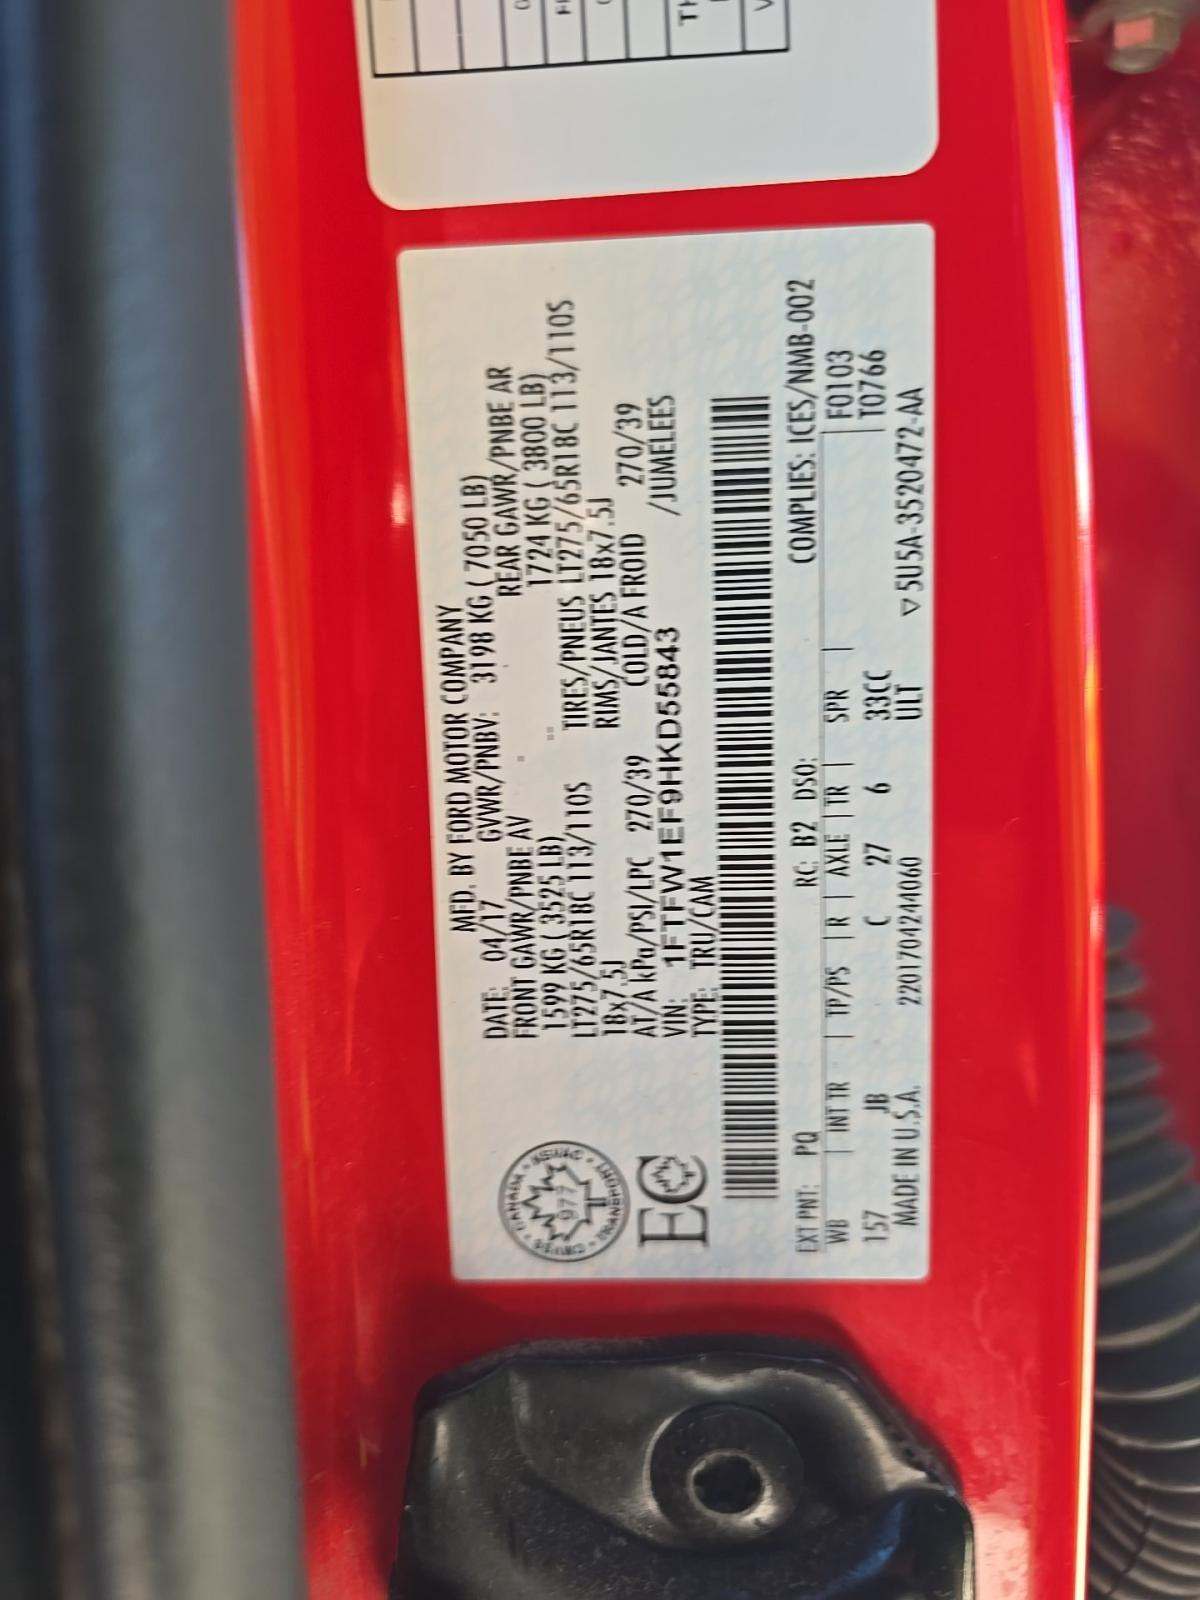 MFD. BY FORD MOTOR COMPANY
DATE: 04/17 GVWR/PNBV: 3198 KG ( 7050 LB)
FRONT GAWR/PNBE AV REAR GAWR/PNBE AR
1599 KG ( 3525 LB) 1724 KG ( 3800 LB)
LT275/65R18C 113/110S TIRES/PNEUS LT275/65R18C 113/110S
18x7.5J RIMS/JANTES 18x7.5J
AT/A kPa/PSI/LPC 270/39 COLD/A FROID 270/39
VIN: 1FTFW1EF9HKD55843 /JUMELEES
TYPE: TRU/CAM
CANADA
TRANSPORT
977
EC
COMPLIES: ICES/NMB-002
EXT PNT: PQ RC: B2 DSO:
WB | INT TR | TP/PS | R | AXLE | TR | SPR | F0103
157 JB C 27 6 33CC T0766
ULT
MADE IN U.S.A. 2201704244060 ▽5U5A-3520472-AA